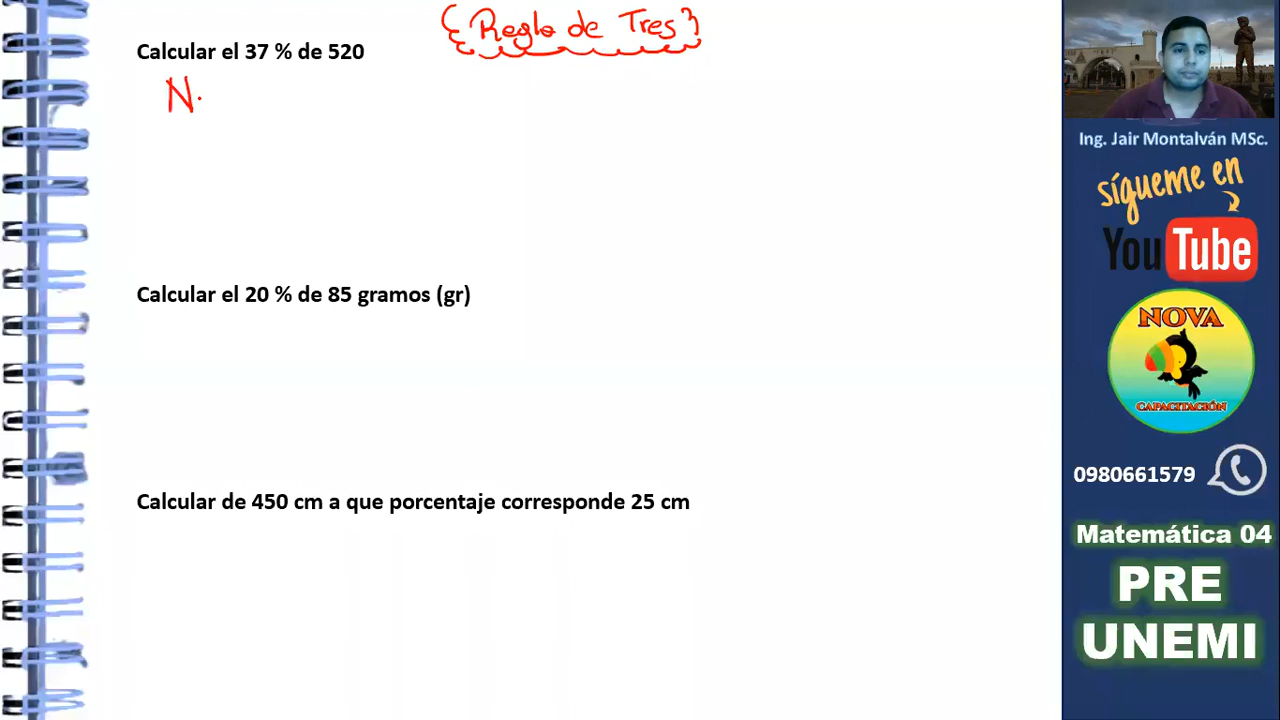 {Regla de Tres}
Calcular el 37 % de 520
N.
Calcular el 20 % de 85 gramos (gr)
Calcular de 450 cm a que porcentaje corresponde 25 cm
Ing. Jair Montalván MSc.
sígueme en
YouTube
NOVA
CAPACITACIÓN
0980661579
Matemática 04
PRE
UNEMI